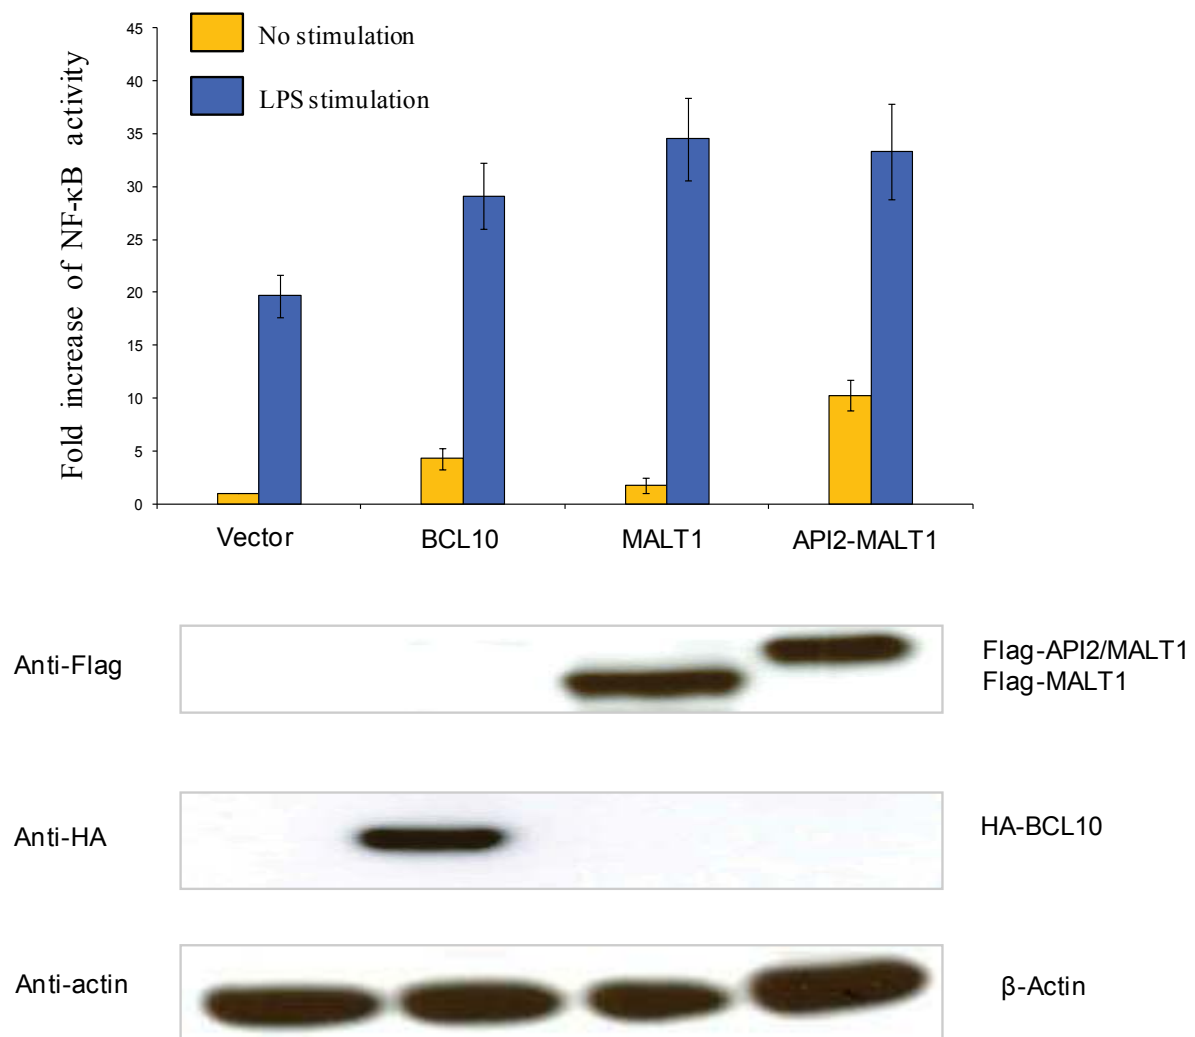 Fold increase of NF-κB activity
45
40
35
30
25
20
15
10
5
0
No stimulation
LPS stimulation
Vector BCL10 MALT1 API2-MALT1
Anti-Flag
Flag-API2/MALT1
Flag-MALT1
Anti-HA
HA-BCL10
Anti-actin
β-Actin